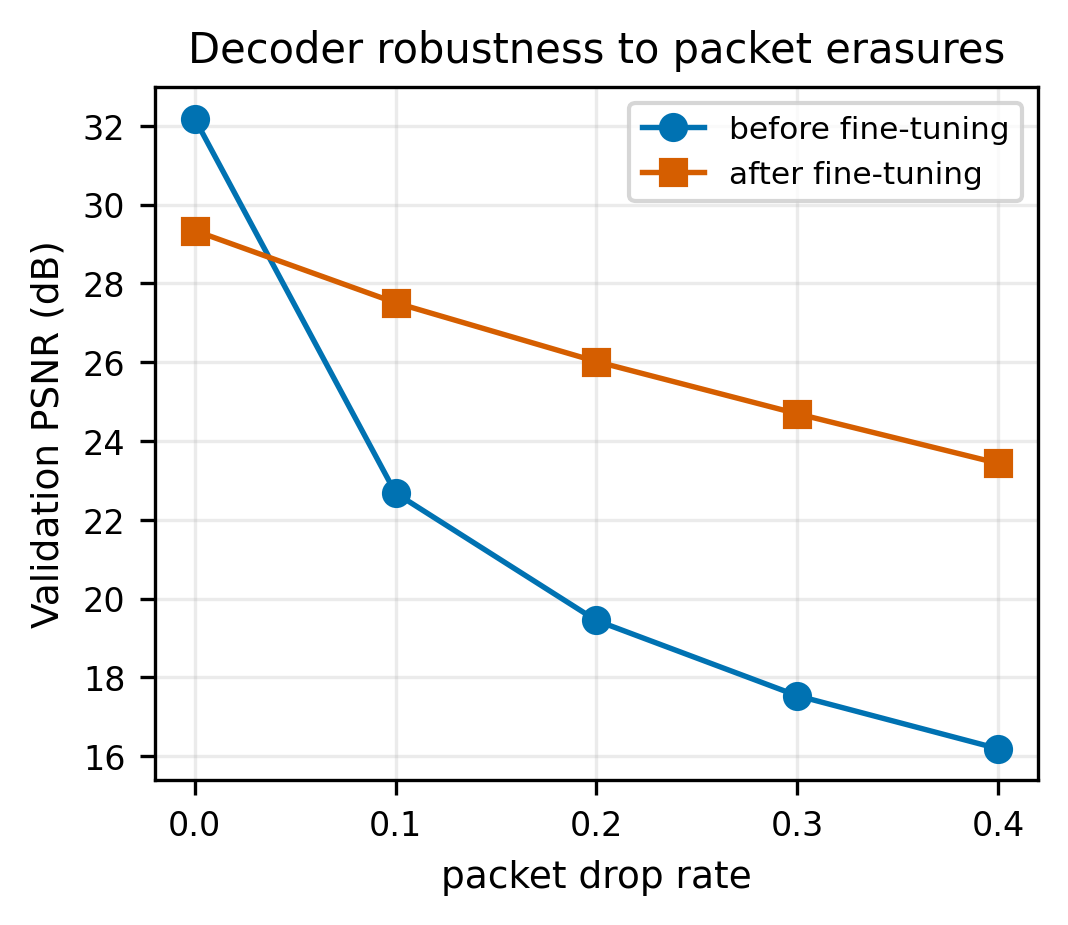 Decoder robustness to packet erasures
before fine-tuning
after fine-tuning
Validation PSNR (dB)
32
30
28
26
24
22
20
18
16
0.0 0.1 0.2 0.3 0.4
packet drop rate